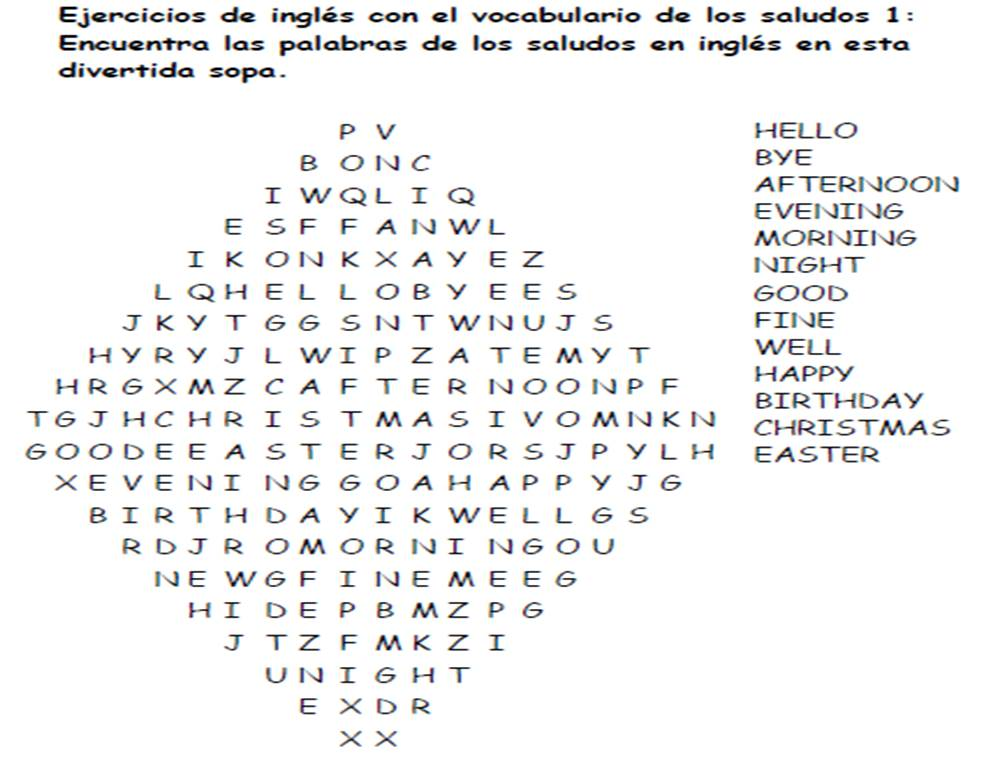 Ejercicios de inglés con el vocabulario de los saludos 1:
Encuentra las palabras de los saludos en inglés en esta
divertida sopa.
P V
B O N C
I W Q L I Q
E S F F A N W L
I K O N K X A Y E Z
L Q H E L L O B Y E E S
J K Y T G G S N T W N U J S
H Y R Y J L W I P Z A T E M Y T
H R G X M Z C A F T E R N O O N P F
T G J H C H R I S T M A S I V O M N K N
G O O D E E A S T E R J O R S J P Y L H
X E V E N I N G G O A H A P P Y J G
B I R T H D A Y I K W E L L G S
R D J R O M O R N I N G O U
N E W G F I N E M E E G
H I D E P B M Z P G
J T Z F M K Z I
U N I G H T
E X D R
X X
HELLO
BYE
AFTERNOON
EVENING
MORNING
NIGHT
GOOD
FINE
WELL
HAPPY
BIRTHDAY
CHRISTMAS
EASTER